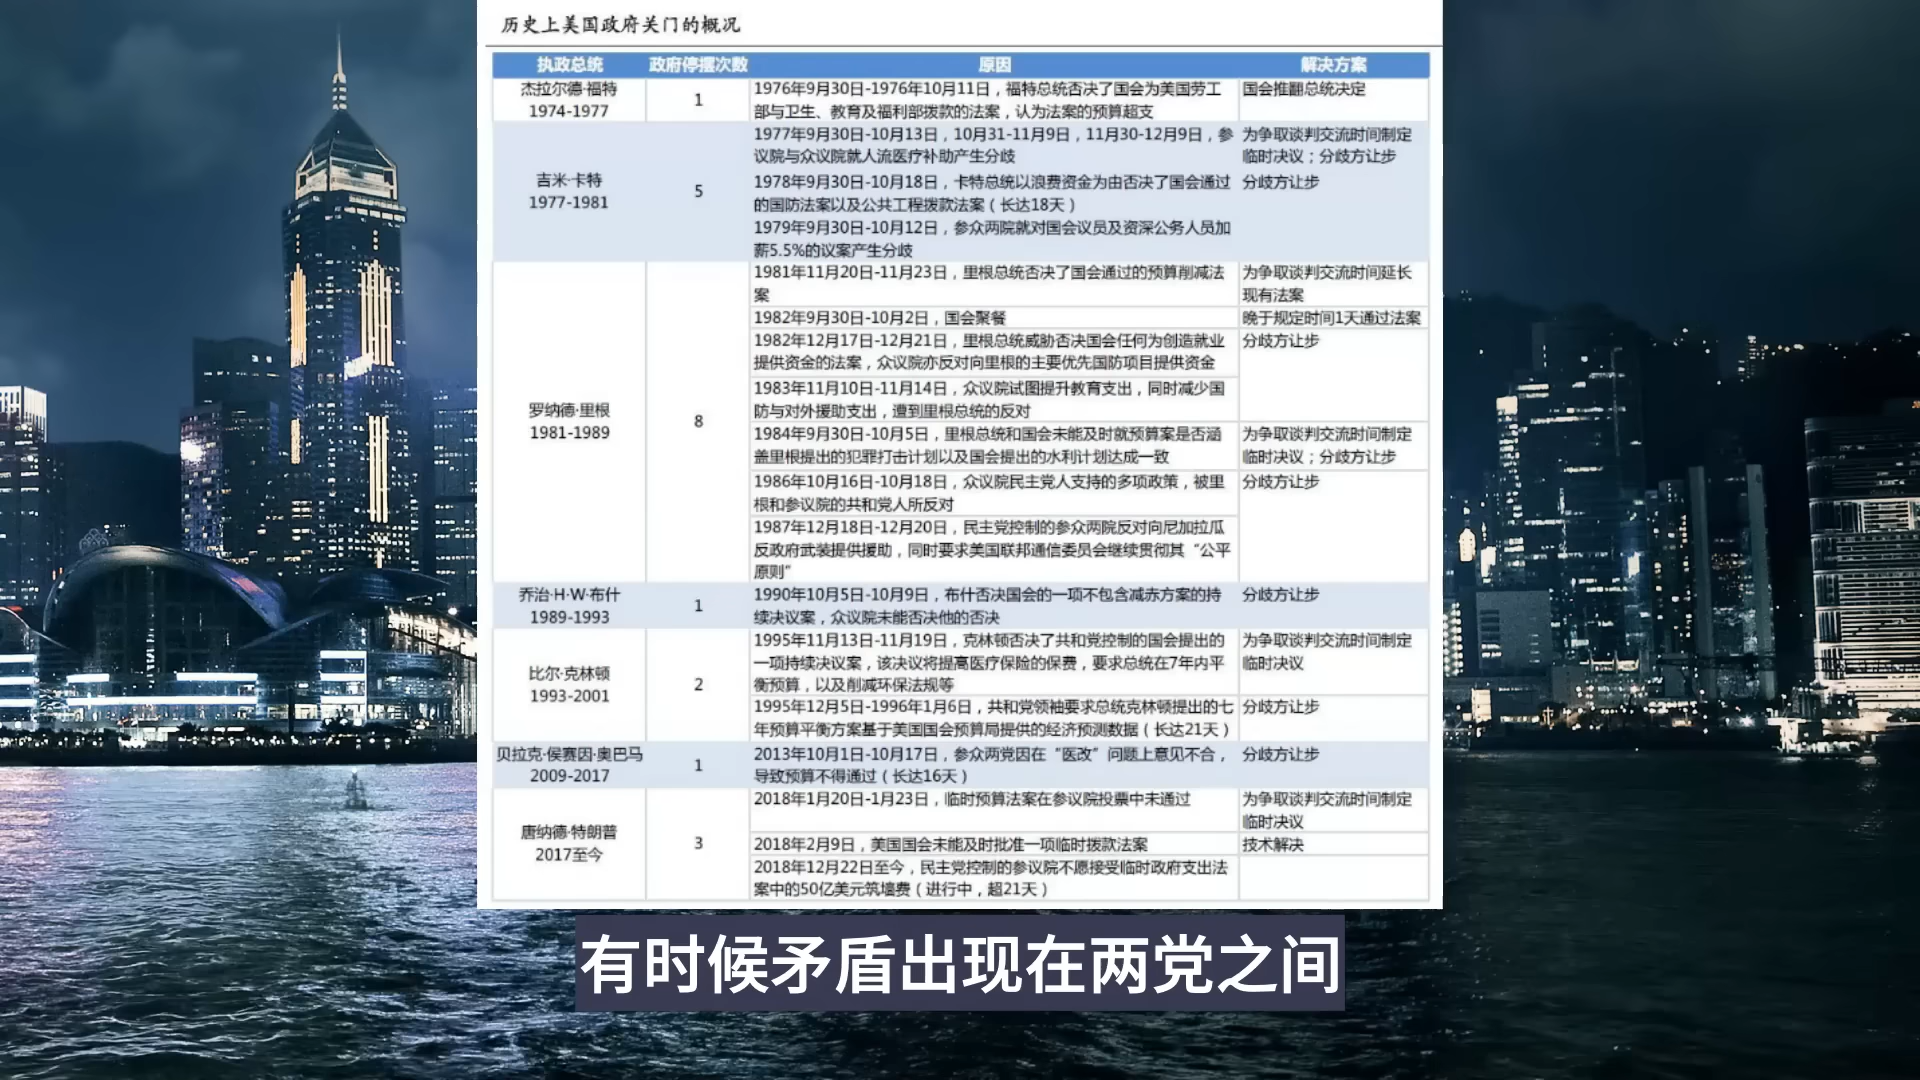 历史上美国政府关门的概况
执政总统 政府停摆次数 原因 解决方案
杰拉尔德·福特
1974-1977
1
1976年9月30日-1976年10月11日，福特总统否决了国会为美国劳工
部与卫生、教育及福利部拨款的法案，认为法案的预算超支
国会推翻总统决定
吉米·卡特
1977-1981
5
1977年9月30日-10月13日，10月31-11月9日，11月30-12月9日，参
议院与众议院就人流医疗补助产生分歧
为争取谈判交流时间制定
临时决议；分歧方让步
1978年9月30日-10月18日，卡特总统以浪费资金为由否决了国会通过
的国防法案以及公共工程拨款法案（长达18天）
分歧方让步
1979年9月30日-10月12日，参众两院就对国会议员及资深公务人员加
薪5.5%的议案产生分歧
罗纳德·里根
1981-1989
8
1981年11月20日-11月23日，里根总统否决了国会通过的预算削减法
案
为争取谈判交流时间延长
现有法案
1982年9月30日-10月2日，国会聚餐
晚于规定时间1天通过法案
1982年12月17日-12月21日，里根总统威胁否决国会任何为创造就业
提供资金的法案，众议院亦反对向里根的主要优先国防项目提供资金
分歧方让步
1983年11月10日-11月14日，众议院试图提升教育支出，同时减少国
防与对外援助支出，遭到里根总统的反对
1984年9月30日-10月5日，里根总统和国会未能及时就预算案是否涵
盖里根提出的犯罪打击计划以及国会提出的水利计划达成一致
为争取谈判交流时间制定
临时决议；分歧方让步
1986年10月16日-10月18日，众议院民主党人支持的多项政策，被里
根和参议院的共和党人所反对
分歧方让步
1987年12月18日-12月20日，民主党控制的参众两院反对向尼加拉瓜
反政府武装提供援助，同时要求美国联邦通信委员会继续贯彻其“公平
原则”
乔治·H·W·布什
1989-1993
1
1990年10月5日-10月9日，布什否决国会的一项不包含减赤方案的持
续决议案，众议院未能否决他的否决
分歧方让步
比尔·克林顿
1993-2001
2
1995年11月13日-11月19日，克林顿否决了共和党控制的国会提出的
一项持续决议案，该决议将提高医疗保险的保费，要求总统在7年内平
衡预算，以及削减环保法规等
为争取谈判交流时间制定
临时决议
1995年12月5日-1996年1月6日，共和党领袖要求总统克林顿提出的七
年预算平衡方案基于美国国会预算局提供的经济预测数据（长达21天）
分歧方让步
贝拉克·侯赛因·奥巴马
2009-2017
1
2013年10月1日-10月17日，参众两党因在“医改”问题上意见不合，
导致预算不得通过（长达16天）
分歧方让步
唐纳德·特朗普
2017至今
3
2018年1月20日-1月23日，临时预算法案在参议院投票中未通过
为争取谈判交流时间制定
临时决议
2018年2月9日，美国国会未能及时批准一项临时拨款法案
技术解决
2018年12月22日至今，民主党控制的参议院不愿接受临时政府支出法
案中的50亿美元筑墙费（进行中，超21天）
有时候矛盾出现在两党之间